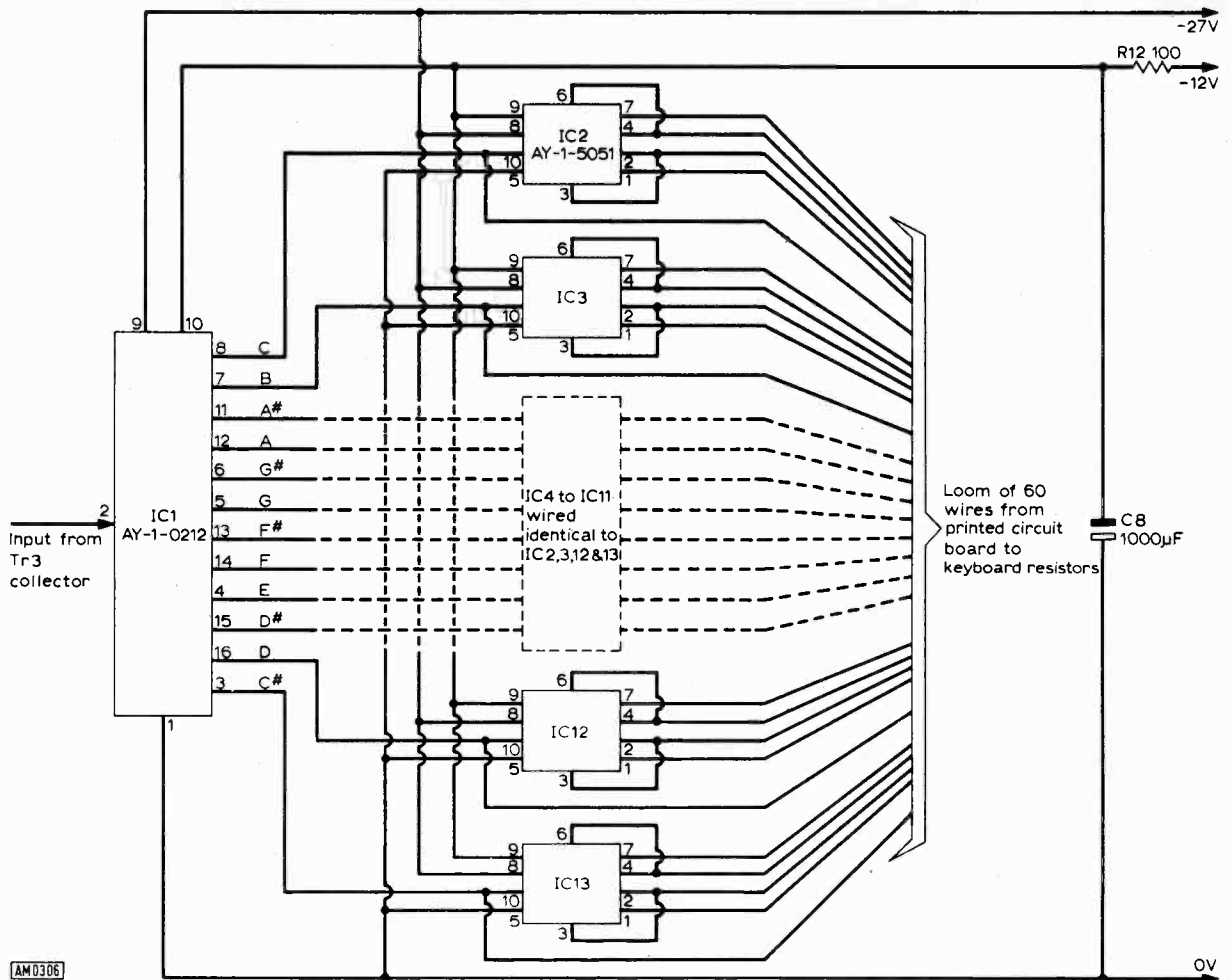 -27V
R12 100
-12V
6
9
8
10
5
IC2
AY-1-5051
7
4
2
1
3
6
9
8
10
5
IC3
7
4
2
1
3
9
10
8 C
7 B
11 A#
12 A
6 G#
5 G
13 F#
14 F
4 E
15 D#
16 D
3 C#
1
2
Input from
Tr3
collector
IC1
AY-1-0212
IC4 to IC11
wired
identical to
IC2,3,12&13
Loom of 60
wires from
printed circuit
board to
keyboard resistors
C8
1000µF
6
9
8
10
5
IC12
7
4
2
1
3
6
9
8
10
5
IC13
7
4
2
1
3
AM0306
0V